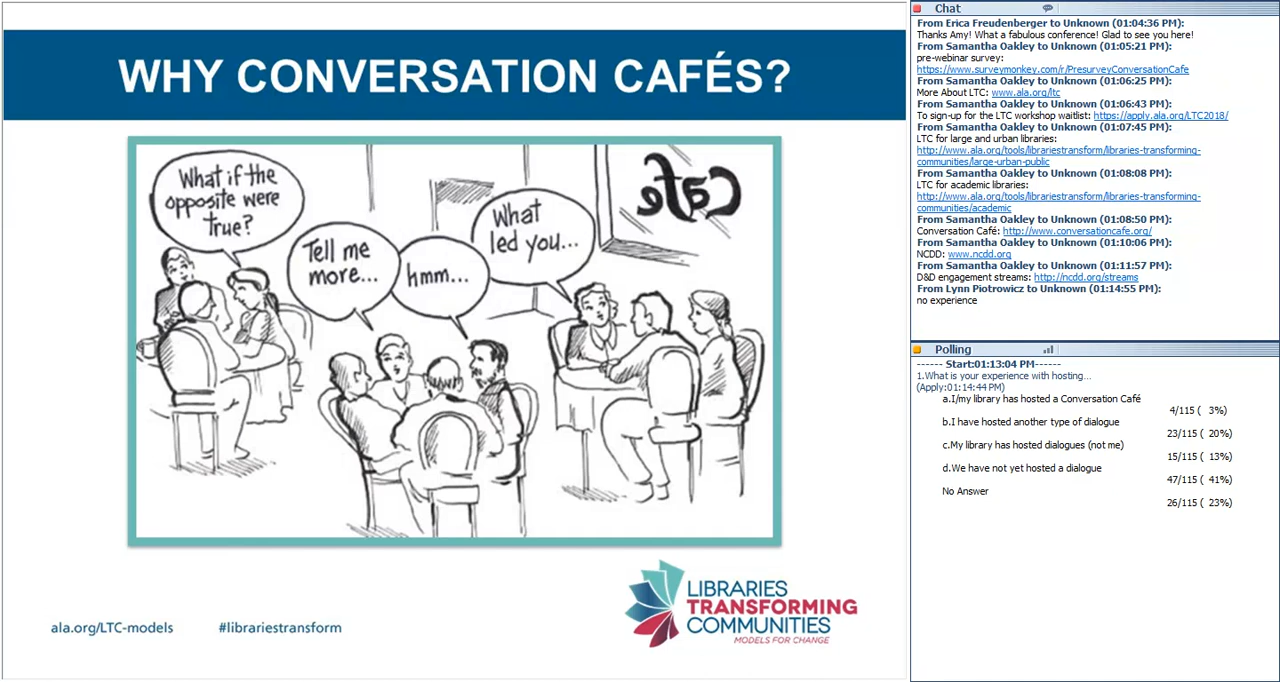 WHY CONVERSATION CAFÉS?
What if the
opposite were
true?
Tell me
more...
hmm...
What
led you...
Cafe
ala.org/LTC-models
#librariestransform
LIBRARIES
TRANSFORMING
COMMUNITIES
MODELS FOR CHANGE
Chat
From Erica Freudenberger to Unknown (01:04:36 PM):
Thanks Amy! What a fabulous conference! Glad to see you here!
From Samantha Oakley to Unknown (01:05:21 PM):
pre-webinar survey:
https://www.surveymonkey.com/r/PresurveyConversationCafe
From Samantha Oakley to Unknown (01:06:25 PM):
More About LTC: www.ala.org/ltc
From Samantha Oakley to Unknown (01:06:43 PM):
To sign-up for the LTC workshop waitlist: https://apply.ala.org/LTC2018/
From Samantha Oakley to Unknown (01:07:45 PM):
LTC for large and urban libraries:
http://www.ala.org/tools/librariestransform/libraries-transforming-
communities/large-urban-public
From Samantha Oakley to Unknown (01:08:08 PM):
LTC for academic libraries:
http://www.ala.org/tools/librariestransform/libraries-transforming-
communities/academic
From Samantha Oakley to Unknown (01:08:50 PM):
Conversation Café: http://www.conversationcafe.org/
From Samantha Oakley to Unknown (01:10:06 PM):
NCDD: www.ncdd.org
From Samantha Oakley to Unknown (01:11:57 PM):
D&D engagement streams: http://ncdd.org/streams
From Lynn Piotrowicz to Unknown (01:14:55 PM):
no experience
Polling
------ Start:01:13:04 PM------
1.What is your experience with hosting...
(Apply:01:14:44 PM)
a.I/my library has hosted a Conversation Café
4/115 ( 3%)
b.I have hosted another type of dialogue
23/115 ( 20%)
c.My library has hosted dialogues (not me)
15/115 ( 13%)
d.We have not yet hosted a dialogue
47/115 ( 41%)
No Answer
26/115 ( 23%)